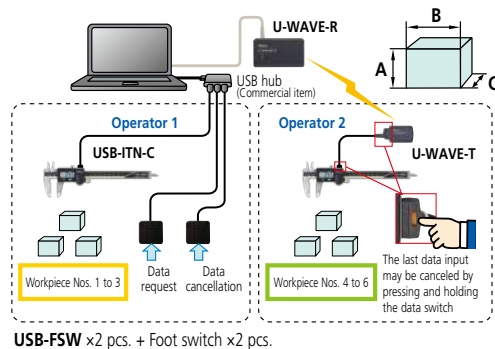 U-WAVE-R
B
A
C
USB hub
(Commercial item)
Operator 1
USB-ITN-C
Operator 2
U-WAVE-T
Workpiece Nos. 1 to 3
Data
request
Data
cancellation
Workpiece Nos. 4 to 6
The last data input
may be canceled by
pressing and holding
the data switch
USB-FSW ×2 pcs. + Foot switch ×2 pcs.